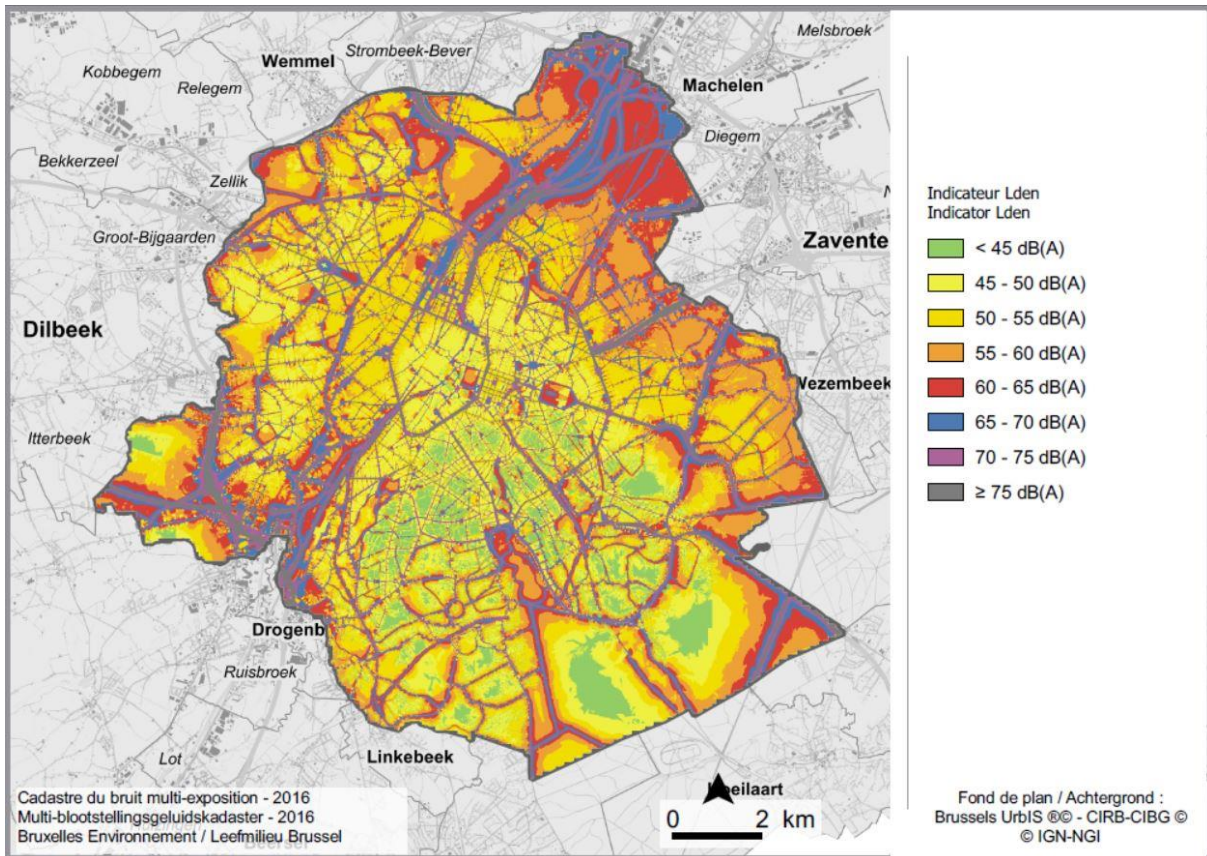 Melsbroek
Strombeek-Bever
Wemmel
Kobbegem
Relegem
Machelen
Diegem
Bekkerzeel
Zellik
Groot-Bijgaarden
Zavente
Dilbeek
Wezembeek
Itterbeek
Drogenb
Ruisbroek
Linkebeek
Lot
Huizingen
Beersel
0 2 km
Cadastre du bruit multi-exposition - 2016
Multi-blootstellingsgeluidskadaster - 2016
Bruxelles Environnement / Leefmilieu Brussel
Indicateur Lden
Indicator Lden
< 45 dB(A)
45 - 50 dB(A)
50 - 55 dB(A)
55 - 60 dB(A)
60 - 65 dB(A)
65 - 70 dB(A)
70 - 75 dB(A)
≥ 75 dB(A)
Fond de plan / Achtergrond :
Brussels UrbIS ®© - CIRB-CIBG ©
© IGN-NGI